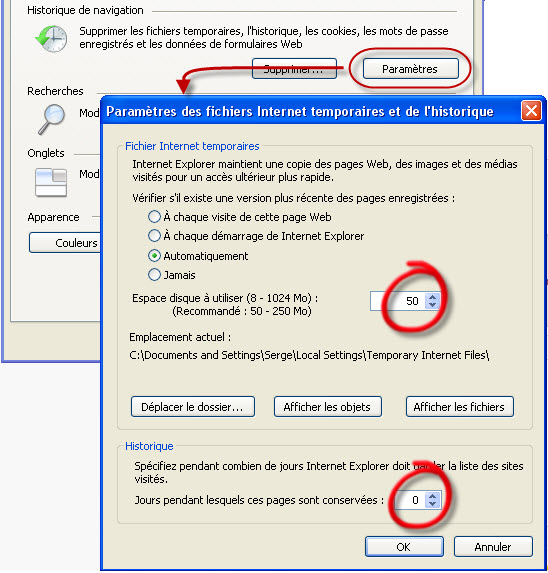 Historique de navigation
Supprimer les fichiers temporaires, l'historique, les cookies, les mots de passe
enregistrés et les données de formulaires Web
Supprimer... Paramètres
Recherches
Mod
Onglets
Mod
Apparence
Couleurs
Paramètres des fichiers Internet temporaires et de l'historique
Fichier Internet temporaires
Internet Explorer maintient une copie des pages Web, des images et des médias
visités pour un accès ultérieur plus rapide.
Vérifier s'il existe une version plus récente des pages enregistrées :
À chaque visite de cette page Web
À chaque démarrage de Internet Explorer
Automatiquement
Jamais
Espace disque à utiliser (8 - 1024 Mo) : 50
(Recommandé : 50 - 250 Mo)
Emplacement actuel :
C:\Documents and Settings\Serge\Local Settings\Temporary Internet Files\
Déplacer le dossier... Afficher les objets Afficher les fichiers
Historique
Spécifiez pendant combien de jours Internet Explorer doit garder la liste des sites
visités.
Jours pendant lesquels ces pages sont conservées : 0
OK Annuler